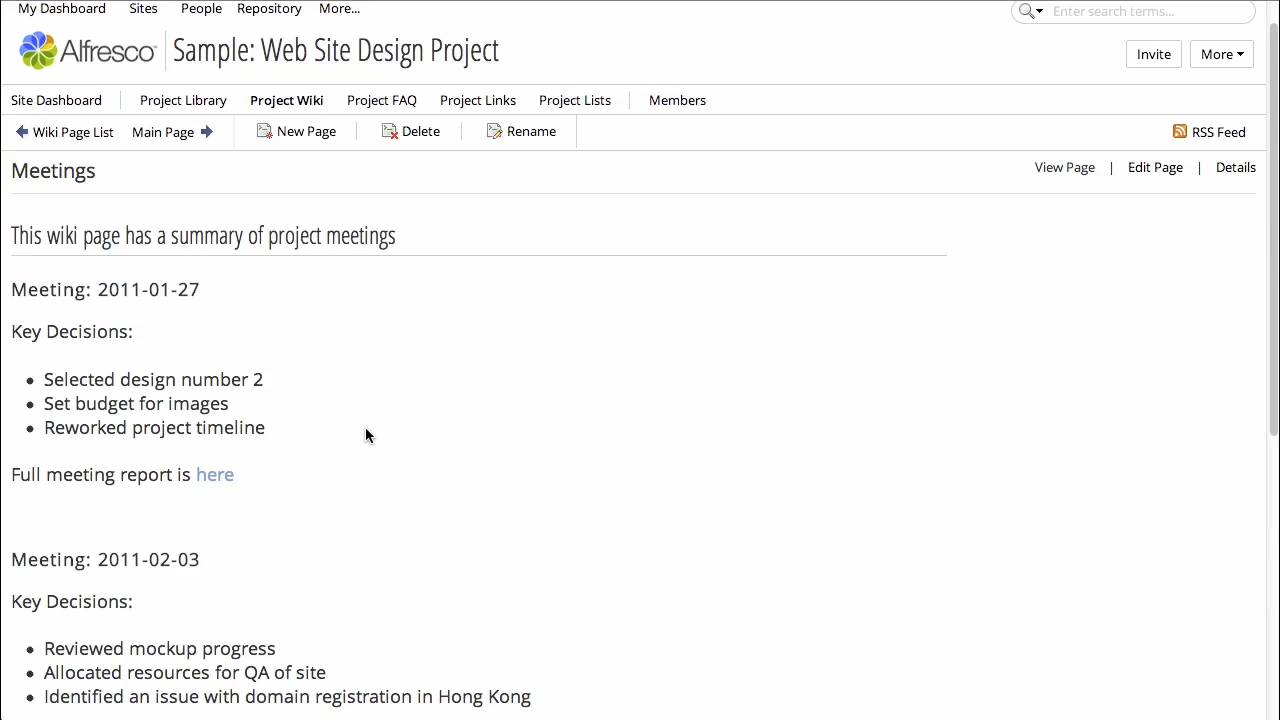 My Dashboard Sites People Repository More... Enter search terms...
Alfresco Sample: Web Site Design Project Invite More
Site Dashboard Project Library Project Wiki Project FAQ Project Links Project Lists Members
Wiki Page List Main Page New Page Delete Rename RSS Feed
Meetings View Page | Edit Page | Details
This wiki page has a summary of project meetings
Meeting: 2011-01-27
Key Decisions:
• Selected design number 2
• Set budget for images
• Reworked project timeline
Full meeting report is here
Meeting: 2011-02-03
Key Decisions:
• Reviewed mockup progress
• Allocated resources for QA of site
• Identified an issue with domain registration in Hong Kong